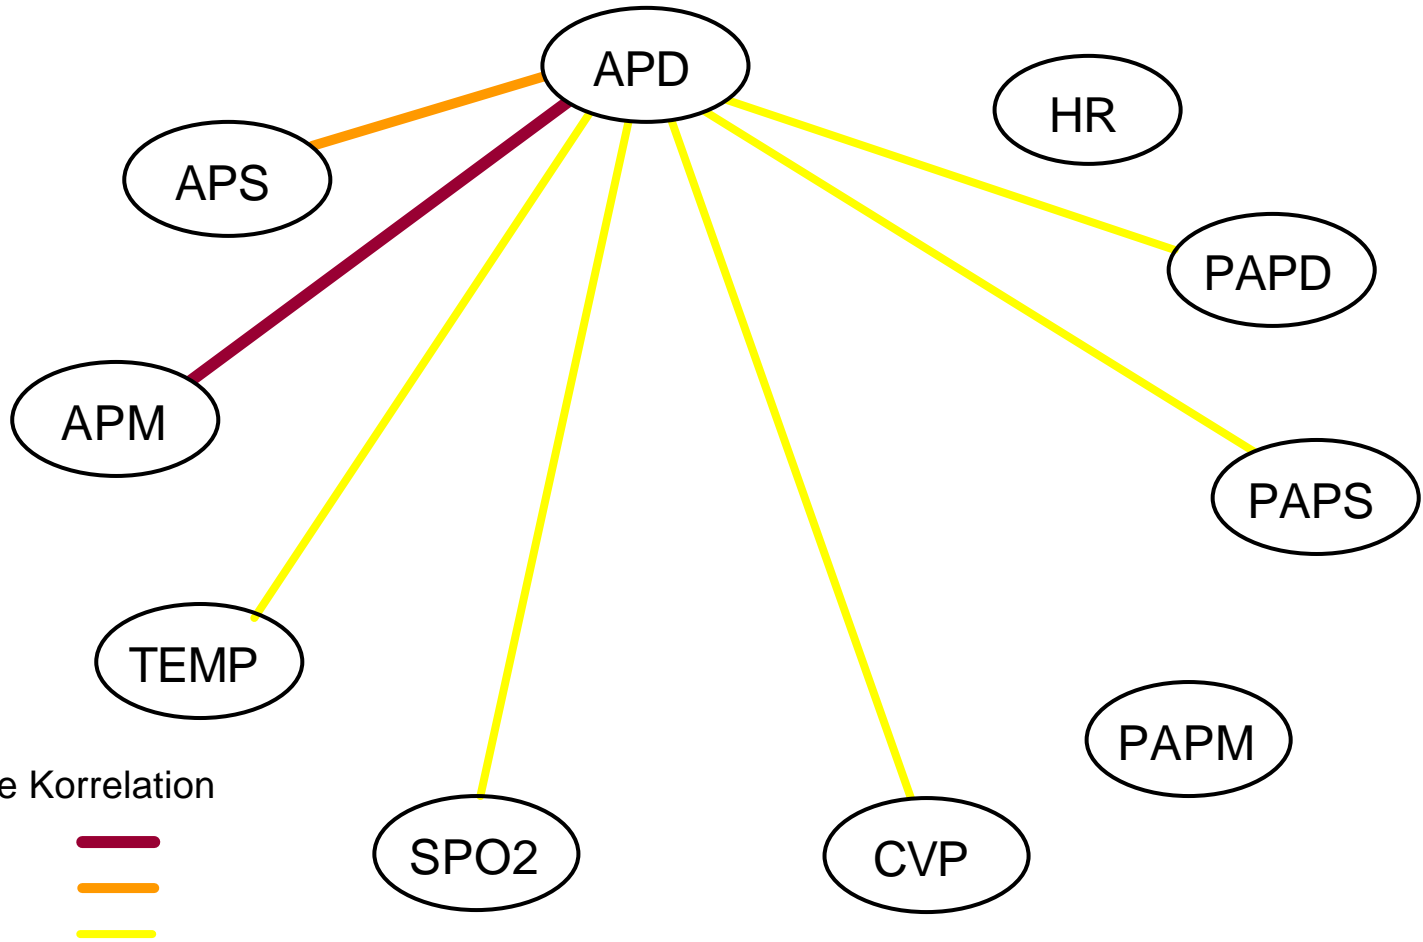 APD
HR
APS
PAPD
APM
PAPS
TEMP
PAPM
e Korrelation
SPO2
CVP